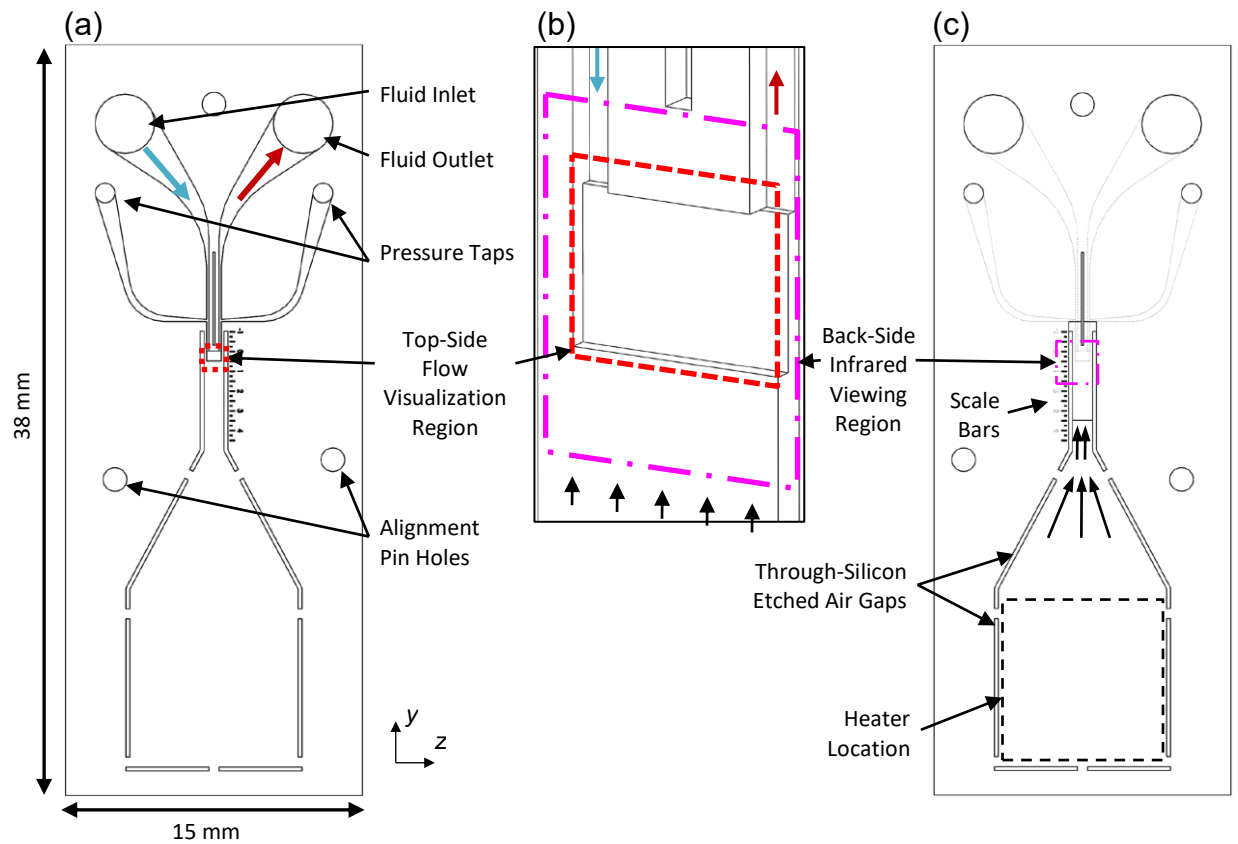 (a)
(b)
(c)
Fluid Inlet
Fluid Outlet
Pressure Taps
Top-Side
Flow
Visualization
Region
Back-Side
Infrared
Viewing
Region
Scale
Bars
38 mm
Alignment
Pin Holes
Through-Silicon
Etched Air Gaps
Heater
Location
y
z
15 mm